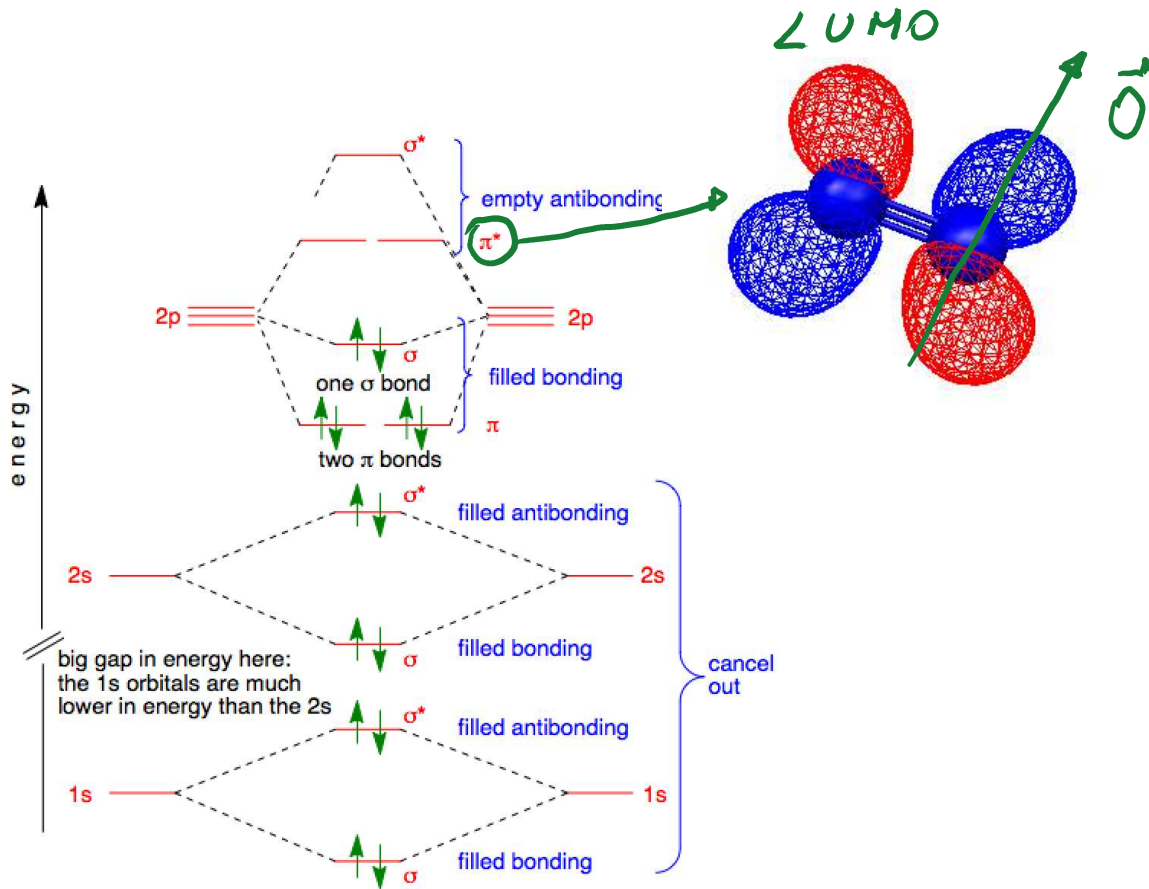 LUMO
σ*
empty antibonding
π*
2p
2p
σ
one σ bond
filled bonding
π
two π bonds
σ*
filled antibonding
2s
2s
filled bonding
σ
big gap in energy here:
the 1s orbitals are much
lower in energy than the 2s
cancel
out
σ*
filled antibonding
1s
1s
filled bonding
σ
energy